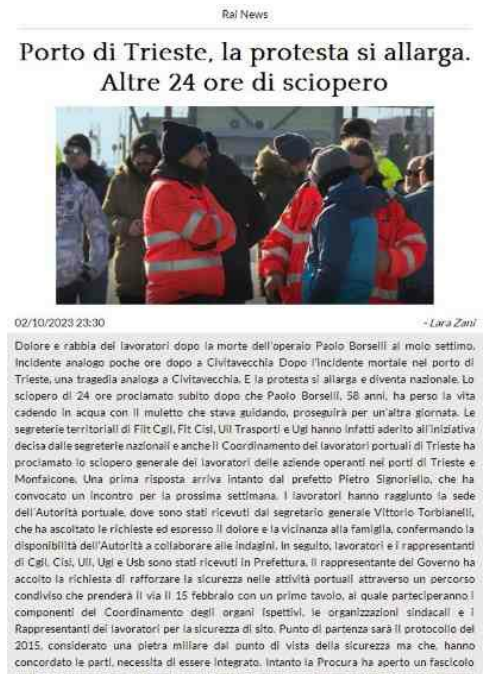 Rai News
Porto di Trieste, la protesta si allarga.
Altre 24 ore di sciopero
02/10/2023 23:30
- Lara Zani
Dolore e rabbia dei lavoratori dopo la morte dell'operaio Paolo Borselli al molo settimo.
Incidente analogo poche ore dopo a Civitavecchia Dopo l'incidente mortale nel porto di
Trieste, una tragedia analoga a Civitavecchia. E la protesta si allarga e diventa nazionale. Lo
sciopero di 24 ore proclamato subito dopo che Paolo Borselli, 58 anni, ha perso la vita
cadendo in acqua con il muletto che stava guidando, proseguirà per un'altra giornata. Le
segreterie territoriali di Filt Cgil, Fit Cisl, Uil Trasporti e Ugl hanno infatti aderito all'iniziativa
decisa dalle segreterie nazionali e anche il Coordinamento dei lavoratori portuali di Trieste ha
proclamato lo sciopero generale dei lavoratori delle aziende operanti nei porti di Trieste e
Monfalcone. Una prima risposta arriva intanto dal prefetto Pietro Signoriello, che ha
convocato un incontro per la prossima settimana. I lavoratori hanno raggiunto la sede
dell'Autorità portuale, dove sono stati ricevuti dal segretario generale Vittorio Torbianelli,
che ha ascoltato le richieste ed espresso il dolore e la vicinanza alla famiglia, confermando la
disponibilità dell'Autorità a collaborare alle indagini. In seguito, lavoratori e i rappresentanti
di Cgil, Cisl, Uil, Ugl e Usb sono stati ricevuti in Prefettura. Il rappresentante del Governo ha
accolto la richiesta di rafforzare la sicurezza nelle attività portuali attraverso un percorso
condiviso che prenderà il via il 15 febbraio con un primo tavolo, al quale parteciperanno i
componenti del Coordinamento degli organi ispettivi, le organizzazioni sindacali e i
Rappresentanti dei lavoratori per la sicurezza di sito. Punto di partenza sarà il protocollo del
2015, considerato una pietra miliare dal punto di vista della sicurezza ma che, hanno
concordato le parti, necessita di essere integrato. Intanto la Procura ha aperto un fascicolo